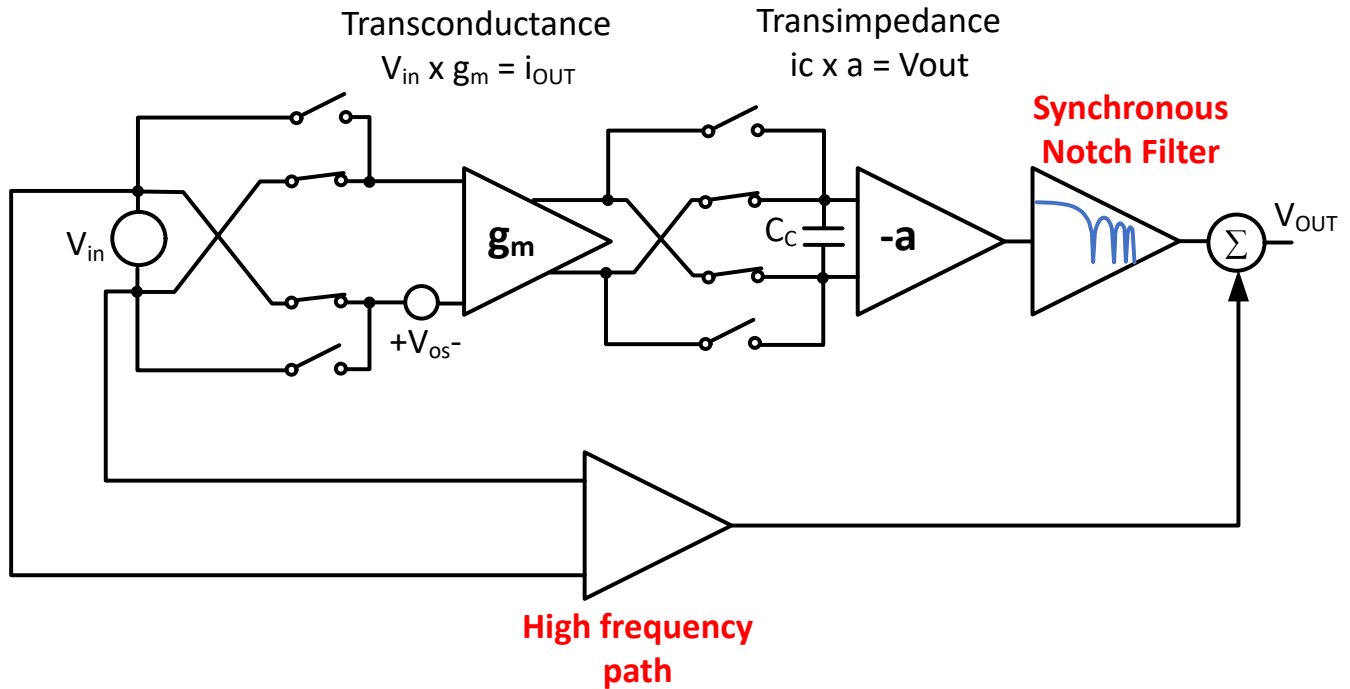 Transconductance
Vin x gm = iOUT
Transimpedance
ic x a = Vout
Synchronous
Notch Filter
Vin
+Vos-
gm
CC
-a
Σ
VOUT
High frequency
path